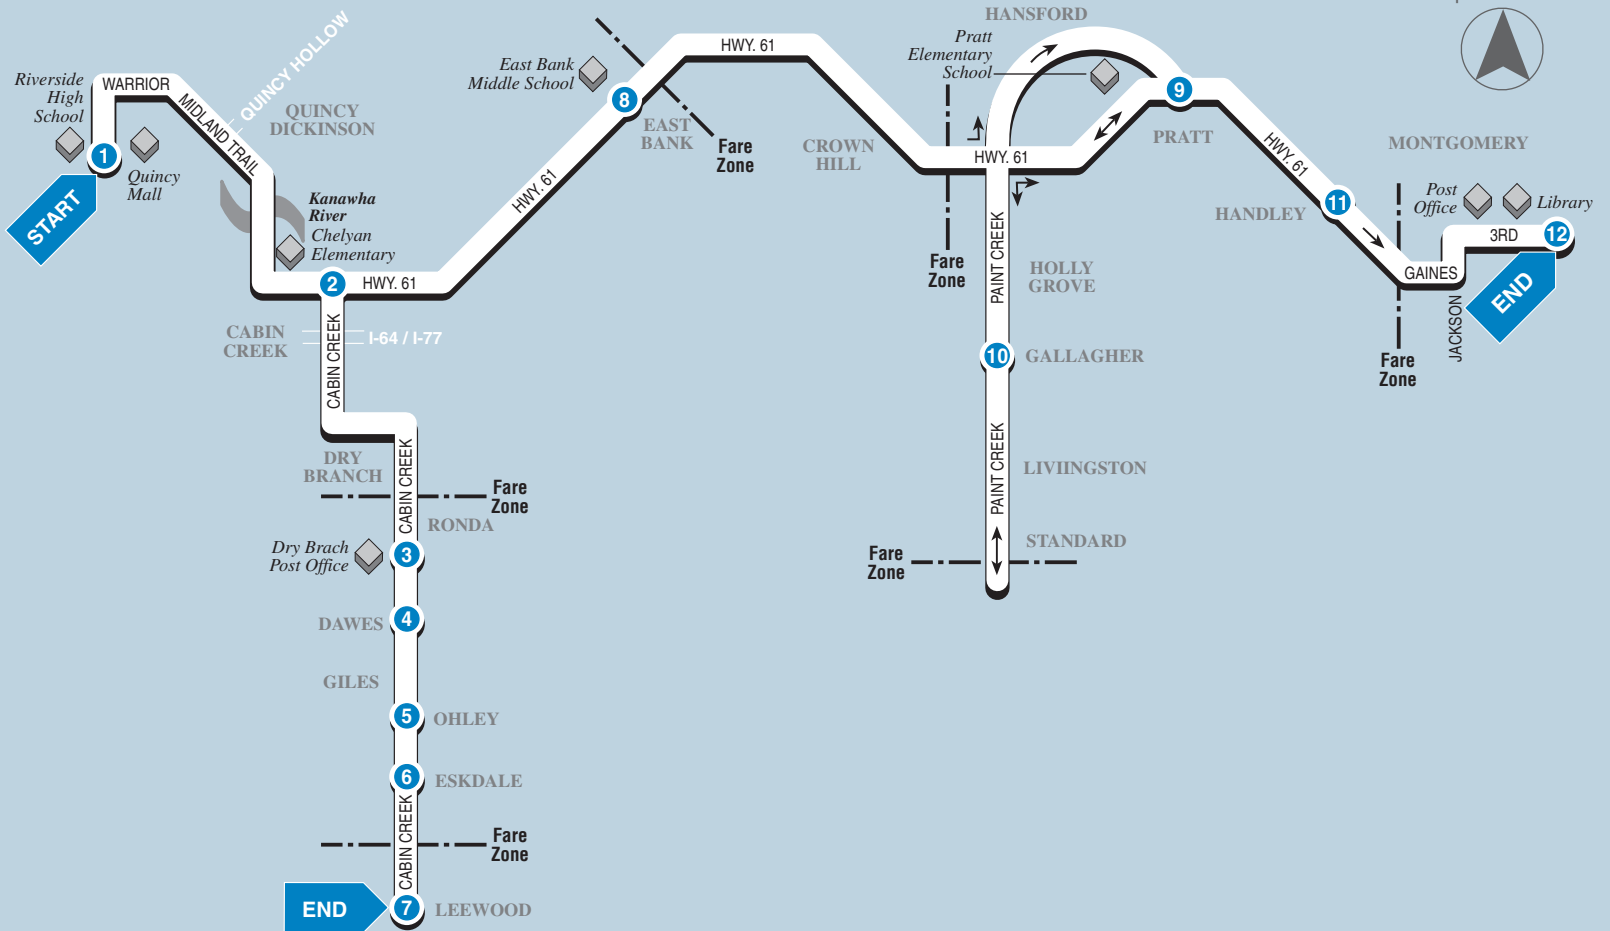 HANSFORD
Pratt
Elementary
School
QUINCY HOLLOW
HWY. 61
East Bank
Middle School
Riverside
High
School
WARRIOR
MIDLAND TRAIL
QUINCY
DICKINSON
8
9
EAST
BANK
Fare
Zone
CROWN
HILL
HWY. 61
PRATT
HWY. 61
MONTGOMERY
1
Quincy
Mall
START
Kanawha
River
Chelyan
Elementary
HWY. 61
HANDLEY
11
Post
Office
Library
3RD
12
Fare
Zone
PAINT CREEK
HOLLY
GROVE
GAINES
END
2
HWY. 61
CABIN
CREEK
I-64 / I-77
CABIN CREEK
10
GALLAGHER
JACKSON
Fare
Zone
DRY
BRANCH
CABIN CREEK
PAINT CREEK
LIVIINGSTON
Fare
Zone
RONDA
Dry Brach
Post Office
3
Fare
Zone
STANDARD
DAWES
4
GILES
5
OHLEY
6
ESKDALE
CABIN CREEK
Fare
Zone
END
7
LEEWOOD